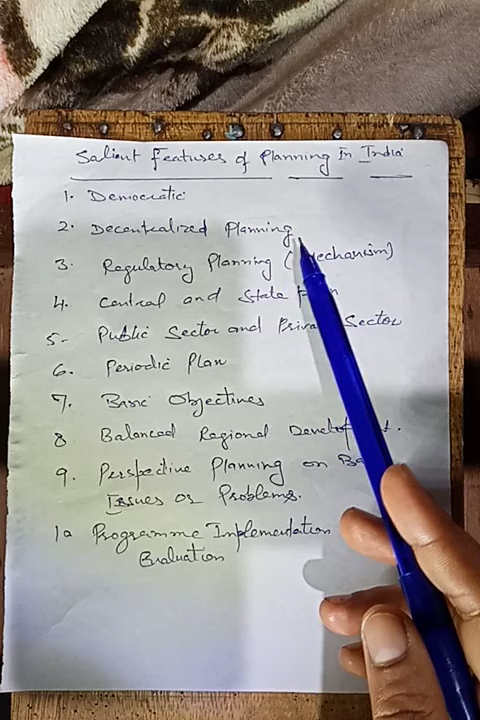 Salient Features of Planning In India
1. Democratic
2. Decentralized Planning
3. Regulatory Planning (Mechanism)
4. Central and State
5. Public Sector and Private Sector
6. Periodic Plan
7. Basic Objectives
8 Balanced Regional Development.
9. Perspective Planning on
Issues or Problems.
10 Programme Implementation
Evaluation